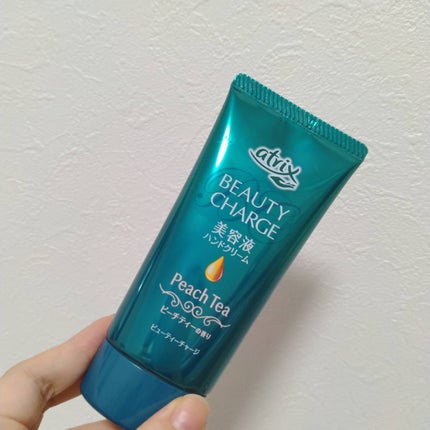 atrix
BEAUTY
CHARGE
美容液
ハンドクリーム
Peach Tea
ピーチティーの香り
ビューティーチャージ